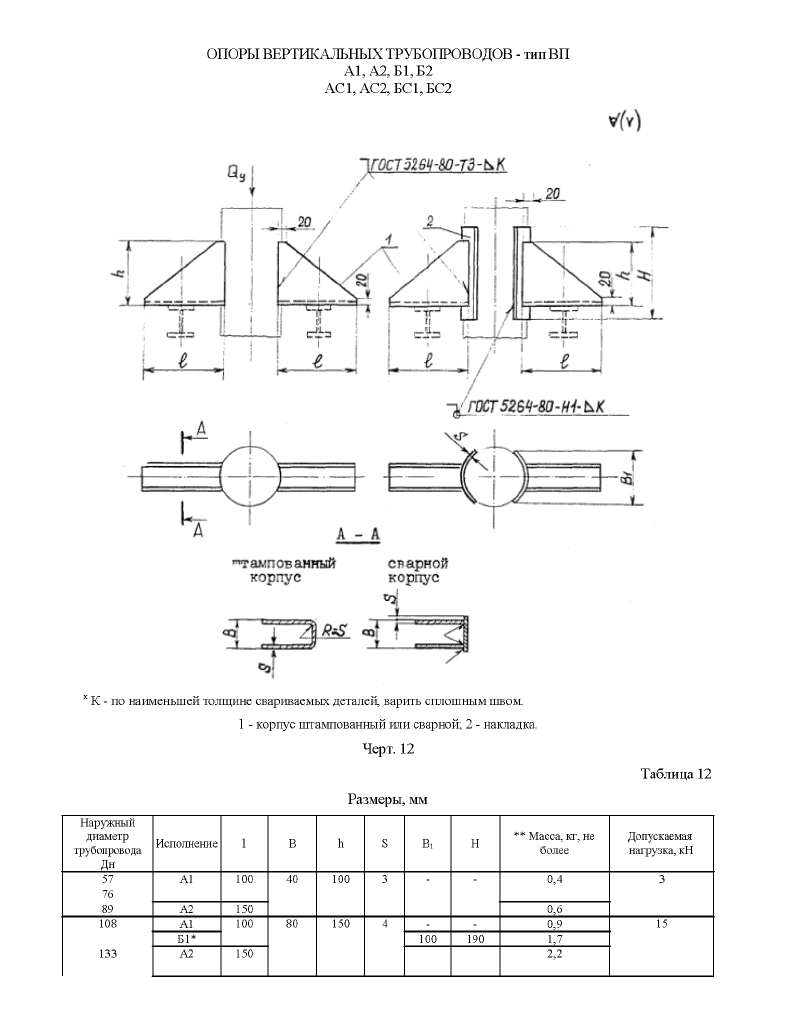 ОПОРЫ ВЕРТИКАЛЬНЫХ ТРУБОПРОВОДОВ - тип ВП
А1, А2, Б1, Б2
АС1, АС2, БС1, БС2
∀(v)
Qу
ГОСТ 5264-80-Т3-⊿К
20
1
h
20
l
l
2
20
20
h
H
l
l
ГОСТ 5264-80-Н1-⊿К
А
А
S
В1
А - А
штампованный сварной
корпус корпус
В
S
R=S
S
В
х К - по наименьшей толщине свариваемых деталей, варить сплошным швом.
1 - корпус штампованный или сварной; 2 - накладка.
Черт. 12
Таблица 12
Размеры, мм
Наружный диаметр трубопровода Дн Исполнение l B h S B1 H ** Масса, кг, не более Допускаемая нагрузка, кН
57 А1 100 40 100 3 - - 0,4 3
76
89 А2 150 0,6
108 А1 100 80 150 4 - - 0,9 15
Б1* 100 190 1,7
133 А2 150 2,2